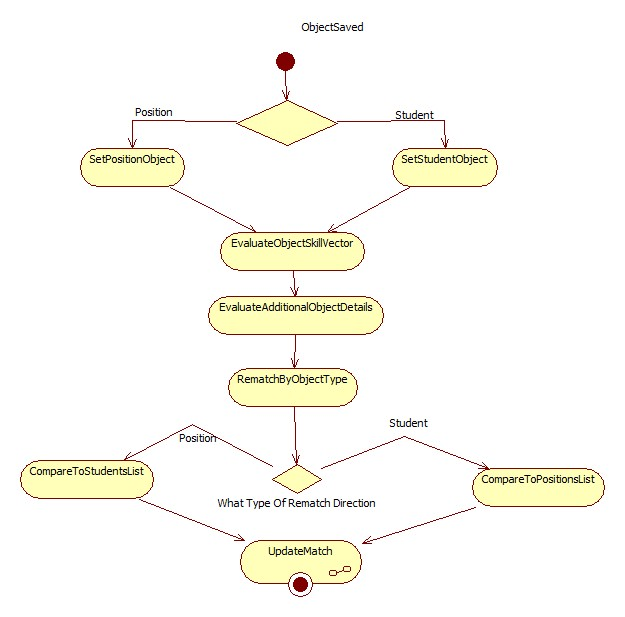 ObjectSaved
Position
Student
SetPositionObject
SetStudentObject
EvaluateObjectSkillVector
EvaluateAdditionalObjectDetails
RematchByObjectType
Position
Student
CompareToStudentsList
CompareToPositionsList
What Type Of Rematch Direction
UpdateMatch